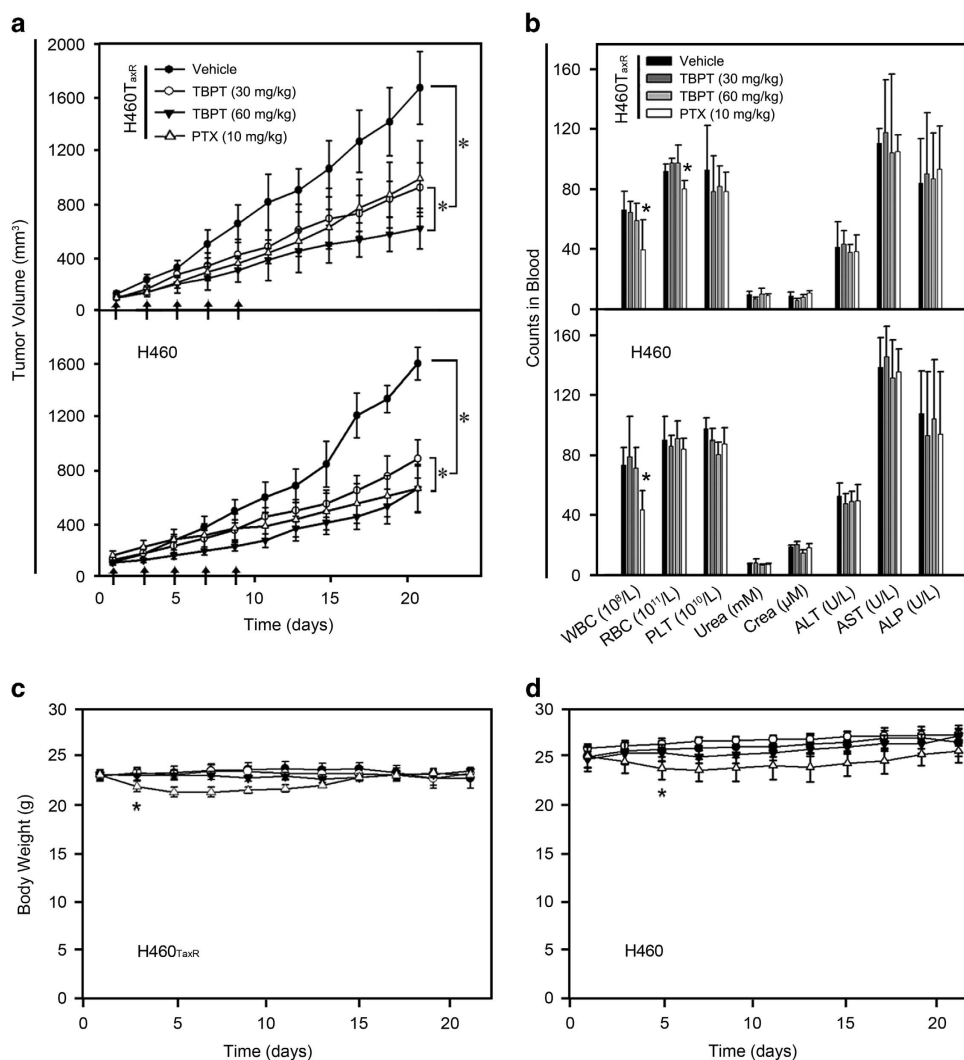 a
Tumor Volume (mm³)
2000
1600
1200
800
400
0
H460TaxR
Vehicle
TBPT (30 mg/kg)
TBPT (60 mg/kg)
PTX (10 mg/kg)
*
*
H460
1600
1200
800
400
0
*
*
0 5 10 15 20
Time (days)
b
Counts in Blood
160
120
80
40
0
H460TaxR
Vehicle
TBPT (30 mg/kg)
TBPT (60 mg/kg)
PTX (10 mg/kg)
*
*
H460
160
120
80
40
0
*
WBC (10⁸/L)
RBC (10¹¹/L)
PLT (10¹⁰/L)
Urea (mM)
Crea (µM)
ALT (U/L)
AST (U/L)
ALP (U/L)
c
Body Weight (g)
30
25
20
15
10
5
0
*
H460TaxR
0 5 10 15 20
Time (days)
d
30
25
20
15
10
5
0
*
H460
0 5 10 15 20
Time (days)